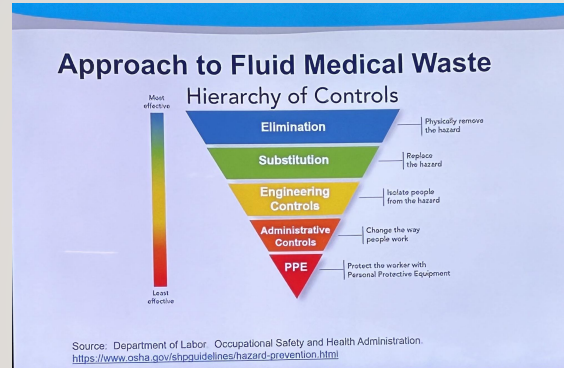 Approach to Fluid Medical Waste
Hierarchy of Controls
Most
effective
Elimination
Physically remove
the hazard
Substitution
Replace
the hazard
Engineering
Controls
Isolate people
from the hazard
Administrative
Controls
Change the way
people work
PPE
Protect the worker with
Personal Protective Equipment
Least
effective
Source: Department of Labor. Occupational Safety and Health Administration.
https://www.osha.gov/shpguidelines/hazard-prevention.html